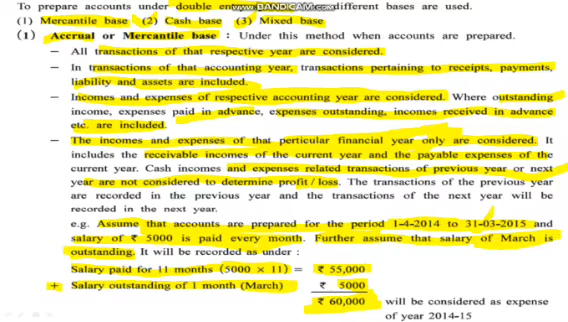 To prepare accounts under double en WWW.BANDICAM.COM different bases are used.
(1) Mercantile base (2) Cash base (3) Mixed base
(1) Accrual or Mercantile base : Under this method when accounts are prepared.
– All transactions of that respective year are considered.
– In transactions of that accounting year, transactions pertaining to receipts, payments,
liability and assets are included.
– Incomes and expenses of respective accounting year are considered. Where outstanding
income, expenses paid in advance, expenses outstanding, incomes received in advance
etc. are included.
– The incomes and expenses of that perticular financial year only are considered. It
includes the receivable incomes of the current year and the payable expenses of the
current year. Cash incomes and expenses related transactions of previous year or next
year are not considered to determine profit / loss. The transactions of the previous year
are recorded in the previous year and the transactions of the next year will be
recorded in the next year.
e.g. Assume that accounts are prepared for the period 1-4-2014 to 31-03-2015 and
salary of ₹ 5000 is paid every month. Further assume that salary of March is
outstanding. It will be recorded as under :
Salary paid for 11 months (5000 × 11) = ₹ 55,000
+ Salary outstanding of 1 month (March) ₹ 5000
₹ 60,000 will be considered as expense
of year 2014-15